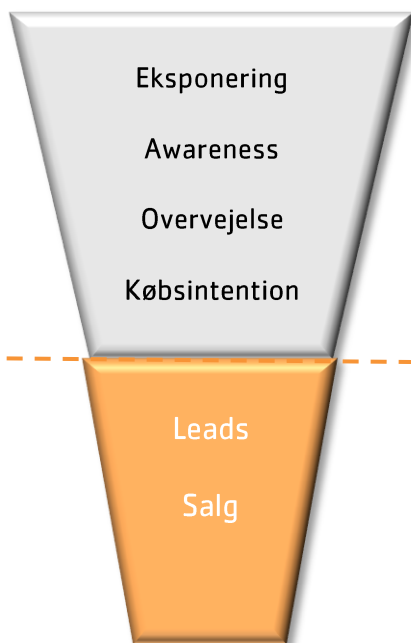 Eksponering
Awareness
Overvejelse
Købsintention
Leads
Salg